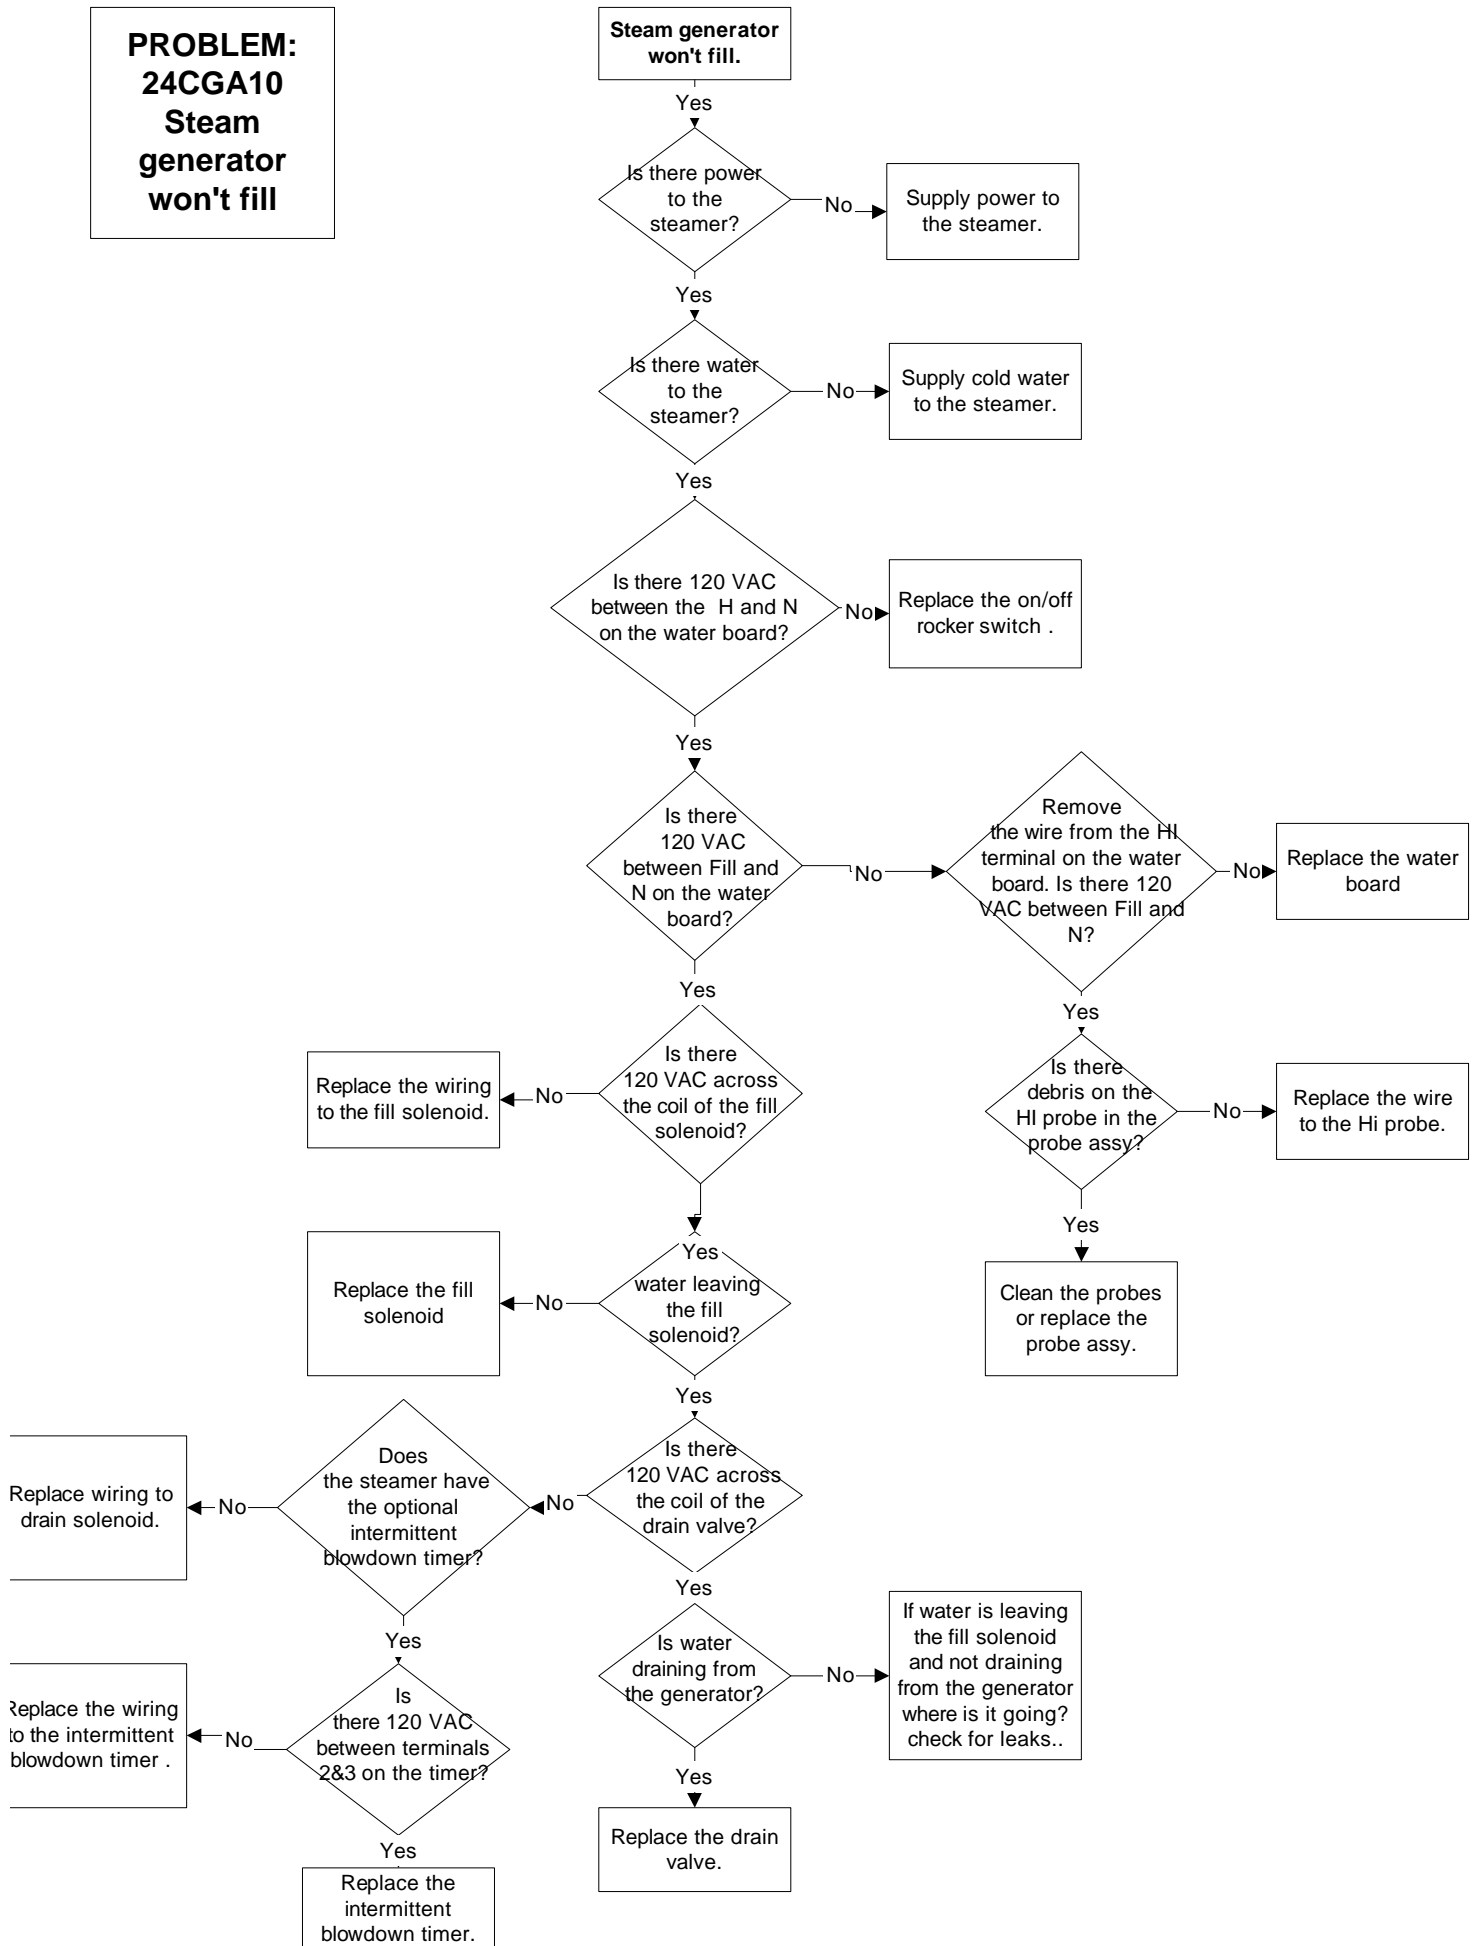 PROBLEM:
24CGA10
Steam
generator
won't fill
Steam generator
won't fill.
Yes
Is there power
to the
steamer?
No
Supply power to
the steamer.
Yes
Is there water
to the
steamer?
No
Supply cold water
to the steamer.
Yes
Is there 120 VAC
between the H and N
on the water board?
No
Replace the on/off
rocker switch .
Yes
Is there
120 VAC
between Fill and
N on the water
board?
No
Remove
the wire from the HI
terminal on the water
board. Is there 120
VAC between Fill and
N?
No
Replace the water
board
Yes
Yes
Is there
debris on the
HI probe in the
probe assy?
No
Replace the wire
to the Hi probe.
Yes
Clean the probes
or replace the
probe assy.
Is there
120 VAC across
the coil of the fill
solenoid?
No
Replace the wiring
to the fill solenoid.
Yes
water leaving
the fill
solenoid?
No
Replace the fill
solenoid
Yes
Is there
120 VAC across
the coil of the
drain valve?
No
Does
the steamer have
the optional
intermittent
blowdown timer?
No
Replace wiring to
drain solenoid.
Yes
Is
there 120 VAC
between terminals
2&3 on the timer?
No
Replace the wiring
to the intermittent
blowdown timer .
Yes
Replace the
intermittent
blowdown timer.
Yes
Is water
draining from
the generator?
No
If water is leaving
the fill solenoid
and not draining
from the generator
where is it going?
check for leaks..
Yes
Replace the drain
valve.